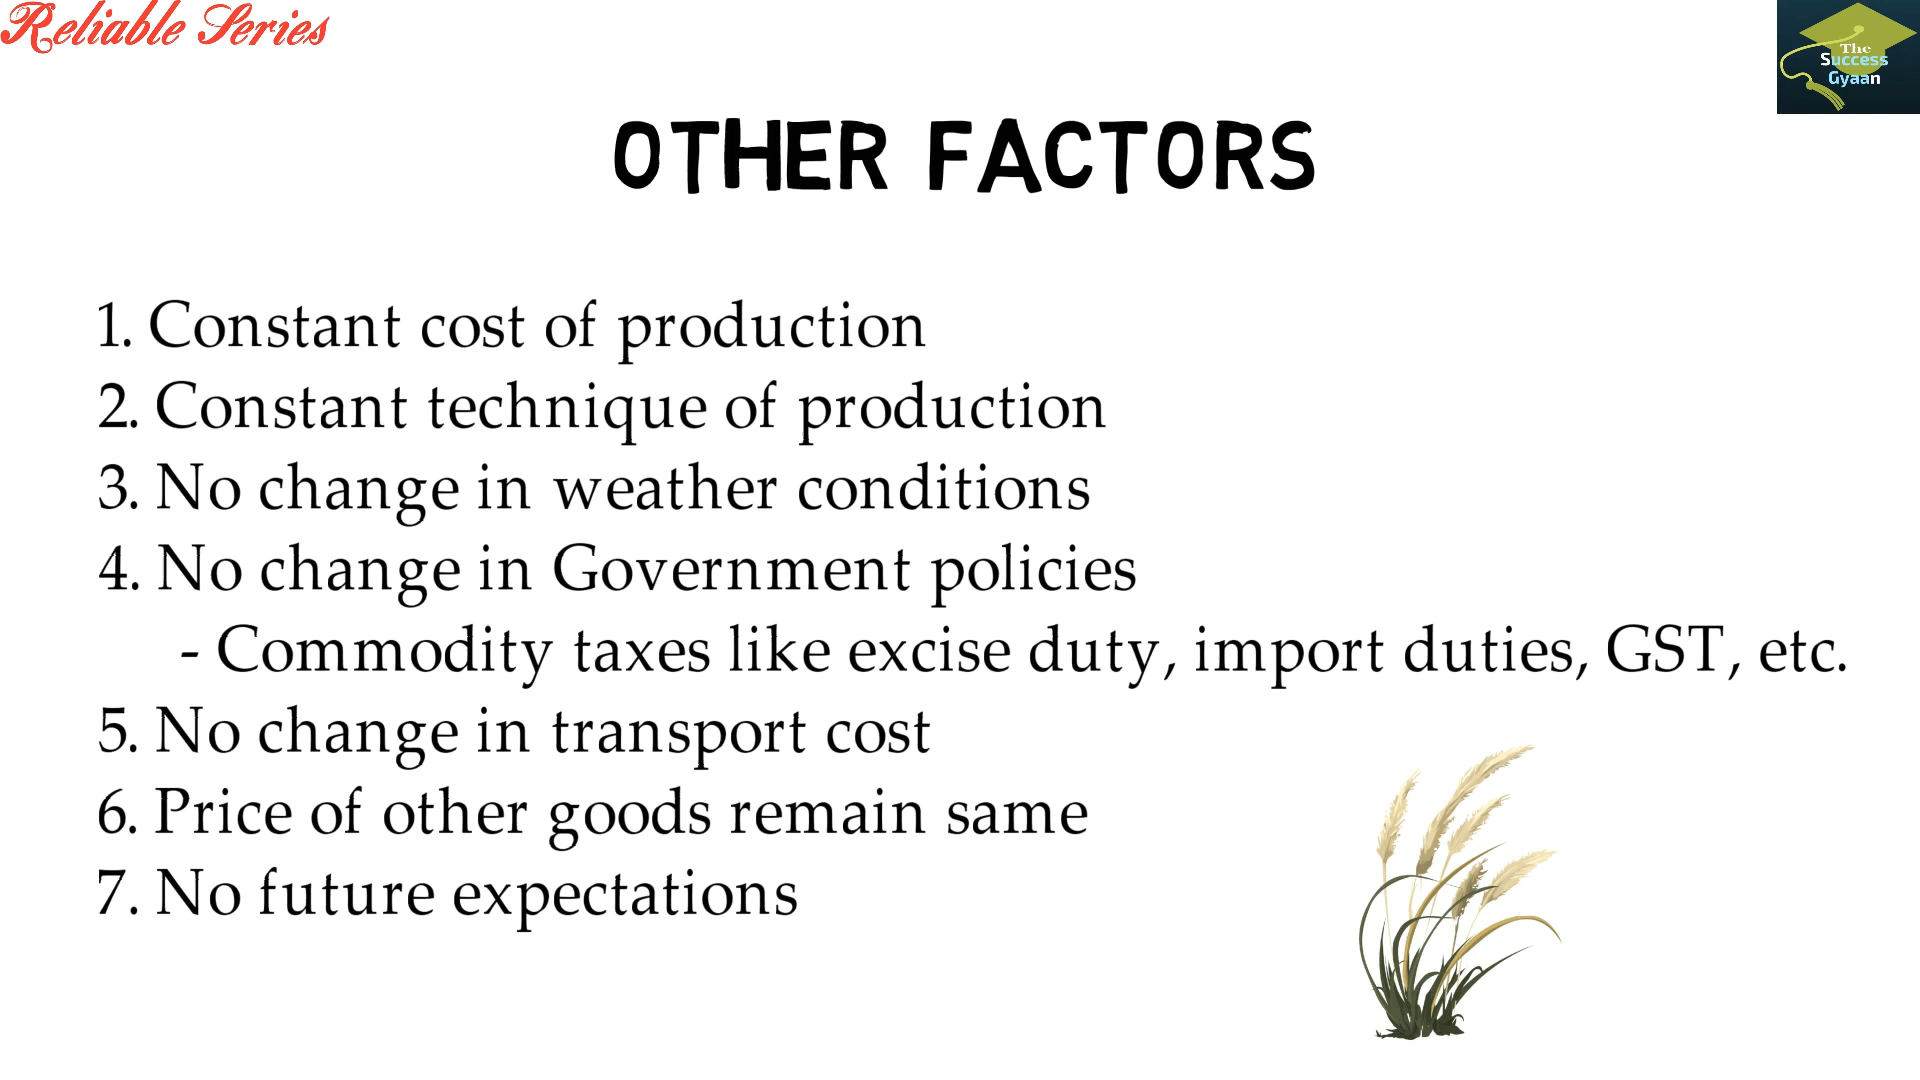 Reliable Series
The
Success
Gyaan
OTHER FACTORS
1. Constant cost of production
2. Constant technique of production
3. No change in weather conditions
4. No change in Government policies
- Commodity taxes like excise duty, import duties, GST, etc.
5. No change in transport cost
6. Price of other goods remain same
7. No future expectations